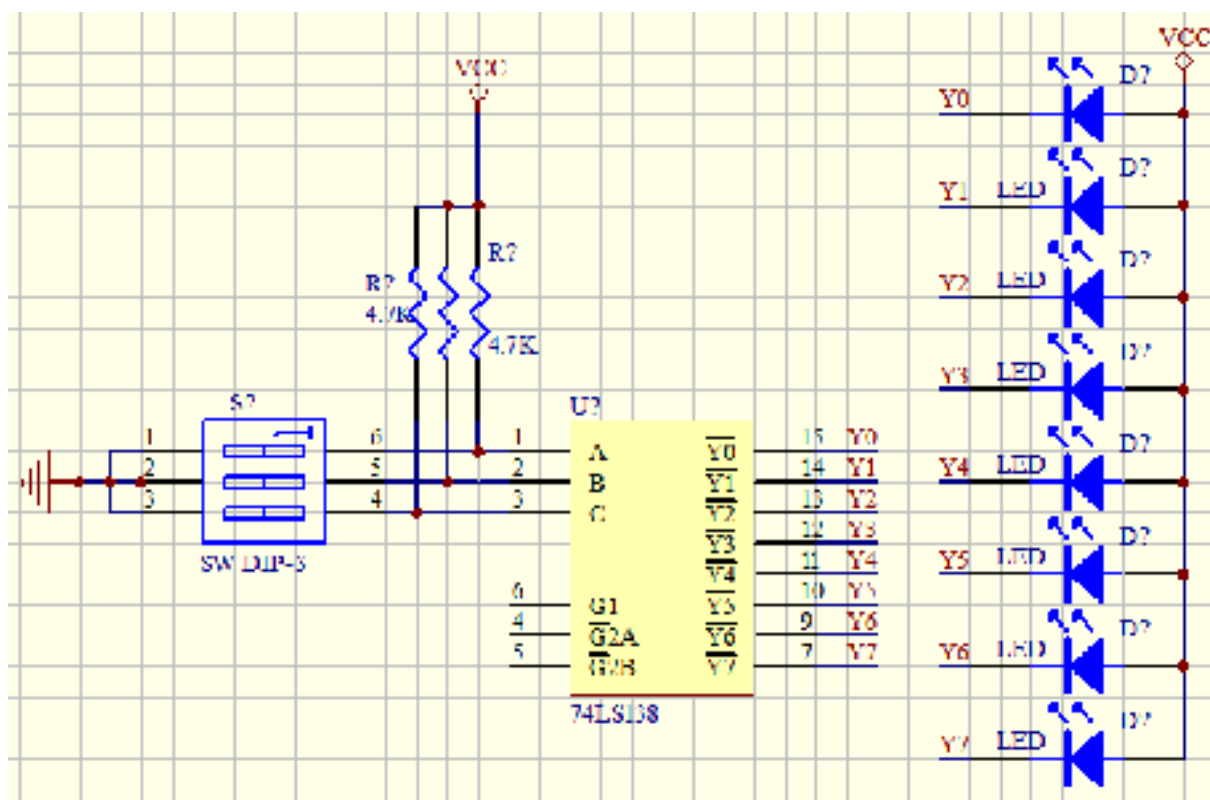 VCC
R?
R?
4.7K
4.7K
S?
1
2
3
6
5
4
SW DIP-3
U?
1
2
3
A
B
C
6
4
5
G1
G2A
G2B
Y0
Y1
Y2
Y3
Y4
Y5
Y6
Y7
15 Y0
14 Y1
13 Y2
12 Y3
11 Y4
10 Y5
9 Y6
7 Y7
74LS138
VCC
D?
Y0
D?
Y1 LED
D?
Y2 LED
D?
Y3 LED
D?
Y4 LED
D?
Y5 LED
D?
Y6 LED
D?
Y7 LED